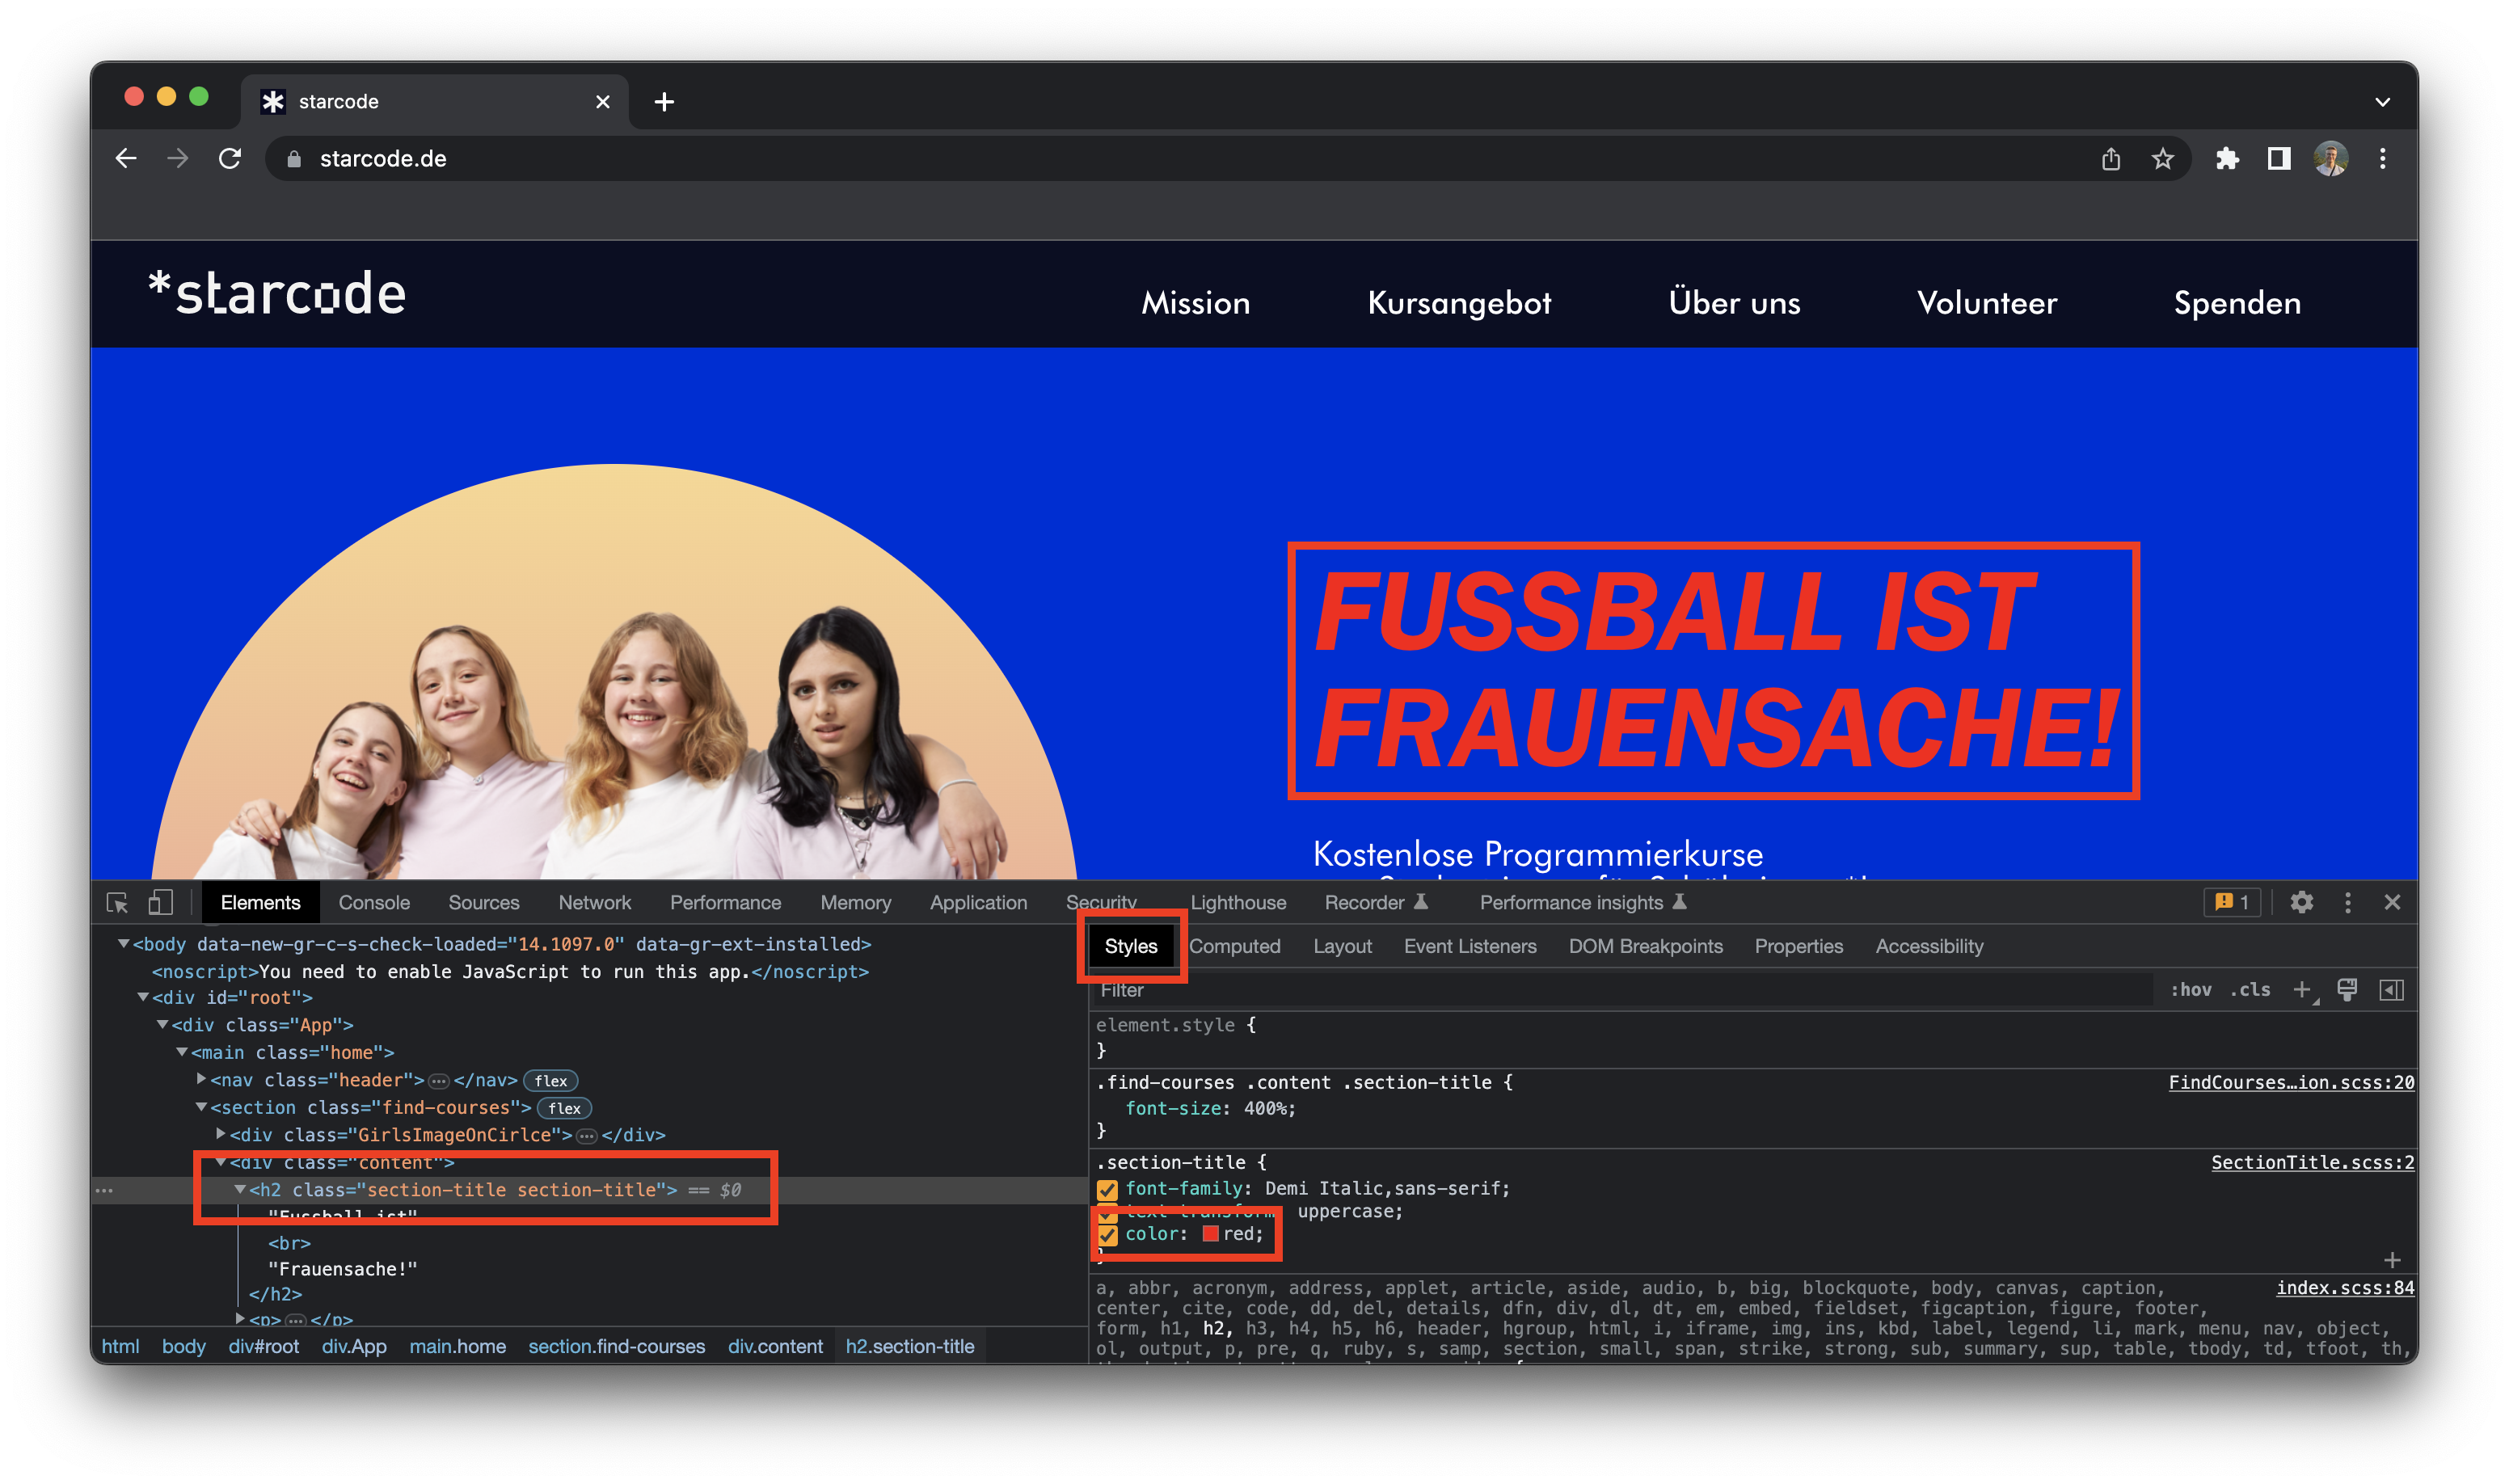 starcode
starcode.de
*starcode
Mission Kursangebot Über uns Volunteer Spenden
FUSSBALL IST
FRAUENSACHE!
Kostenlose Programmierkurse
Elements Console Sources Network Performance Memory Application Security Lighthouse Recorder Performance insights 1
<body data-new-gr-c-s-check-loaded="14.1097.0" data-gr-ext-installed>
<noscript>You need to enable JavaScript to run this app.</noscript>
<div id="root">
<div class="App">
<main class="home">
<nav class="header">…</nav> flex
<section class="find-courses"> flex
<div class="GirlsImageOnCirlce">…</div>
<div class="content">
… <h2 class="section-title section-title"> == $0
"Fussball ist"
<br>
"Frauensache!"
</h2>
<p>…</p>
html body div#root div.App main.home section.find-courses div.content h2.section-title
Styles Computed Layout Event Listeners DOM Breakpoints Properties Accessibility
Filter :hov .cls
element.style {
}
.find-courses .content .section-title { FindCourses…ion.scss:20
font-size: 400%;
}
.section-title { SectionTitle.scss:2
font-family: Demi Italic,sans-serif;
text-transform uppercase;
color: red;
}
a, abbr, acronym, address, applet, article, aside, audio, b, big, blockquote, body, canvas, caption, index.scss:84
center, cite, code, dd, del, details, dfn, div, dl, dt, em, embed, fieldset, figcaption, figure, footer,
form, h1, h2, h3, h4, h5, h6, header, hgroup, html, i, iframe, img, ins, kbd, label, legend, li, mark, menu, nav, object,
ol, output, p, pre, q, ruby, s, samp, section, small, span, strike, strong, sub, summary, sup, table, tbody, td, tfoot, th,